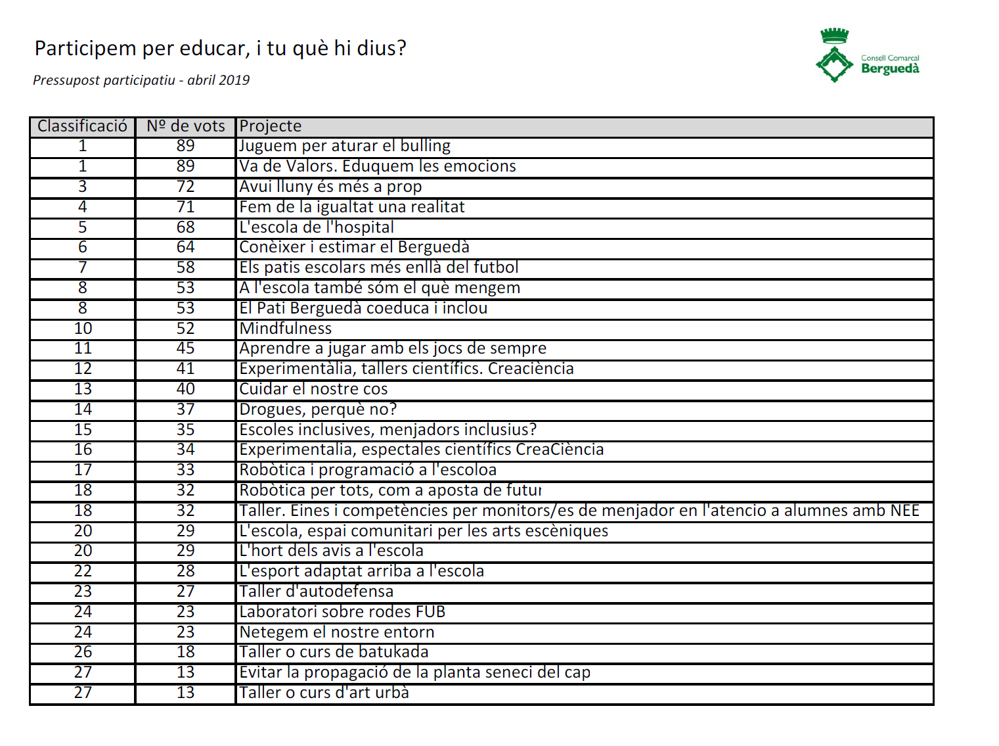 Participem per educar, i tu què hi dius?
Consell Comarcal
Berguedà
Pressupost participatiu - abril 2019
Classificació Nº de vots Projecte
1 89 Juguem per aturar el bulling
1 89 Va de Valors. Eduquem les emocions
3 72 Avui lluny és més a prop
4 71 Fem de la igualtat una realitat
5 68 L'escola de l'hospital
6 64 Conèixer i estimar el Berguedà
7 58 Els patis escolars més enllà del futbol
8 53 A l'escola també sóm el què mengem
8 53 El Pati Berguedà coeduca i inclou
10 52 Mindfulness
11 45 Aprendre a jugar amb els jocs de sempre
12 41 Experimentàlia, tallers científics. Creaciència
13 40 Cuidar el nostre cos
14 37 Drogues, perquè no?
15 35 Escoles inclusives, menjadors inclusius?
16 34 Experimentalia, espectales científics CreaCiència
17 33 Robòtica i programació a l'escoloa
18 32 Robòtica per tots, com a aposta de futur
18 32 Taller. Eines i competències per monitors/es de menjador en l'atencio a alumnes amb NEE
20 29 L'escola, espai comunitari per les arts escèniques
20 29 L'hort dels avis a l'escola
22 28 L'esport adaptat arriba a l'escola
23 27 Taller d'autodefensa
24 23 Laboratori sobre rodes FUB
24 23 Netegem el nostre entorn
26 18 Taller o curs de batukada
27 13 Evitar la propagació de la planta seneci del cap
27 13 Taller o curs d'art urbà